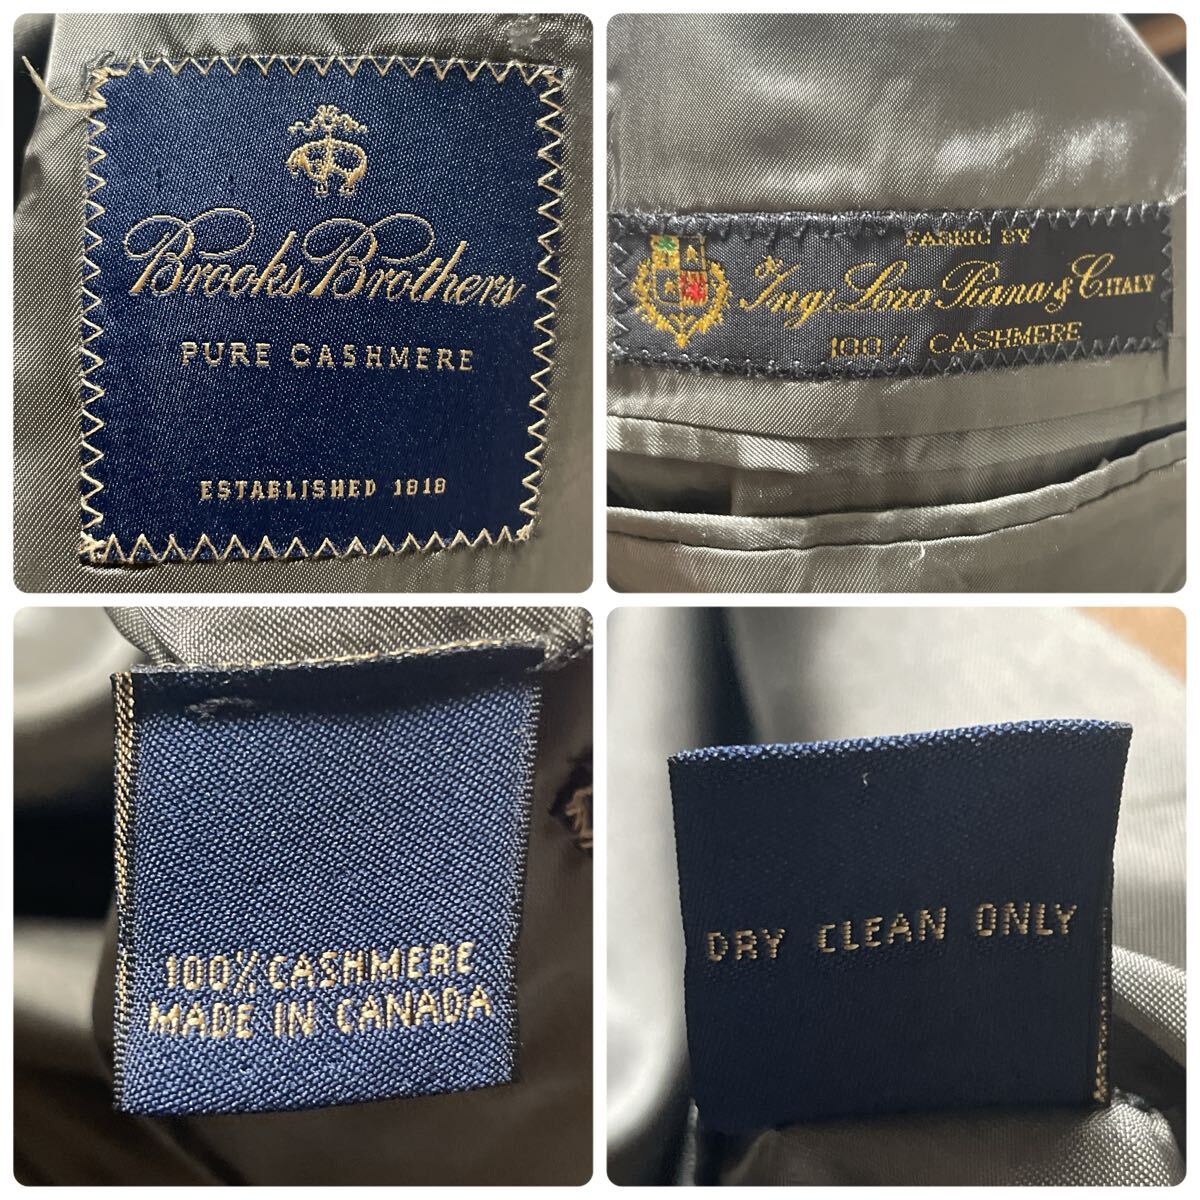 Brooks Brothers
PURE CASHMERE
ESTABLISHED 1818
FABRIC BY
Ing. Loro Piana & C. ITALY
100% CASHMERE
100% CASHMERE
MADE IN CANADA
DRY CLEAN ONLY